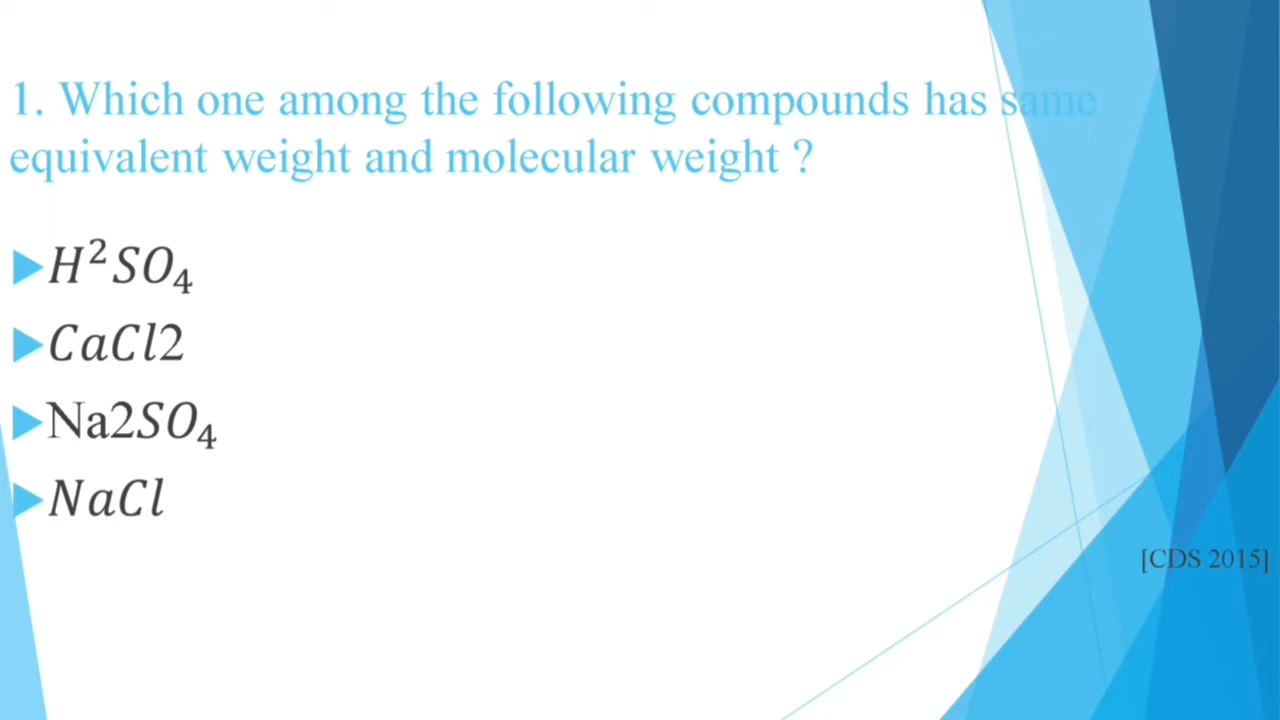 1. Which one among the following compounds has same
equivalent weight and molecular weight ?
H²SO₄
CaCl2
Na2SO₄
NaCl
[CDS 2015]